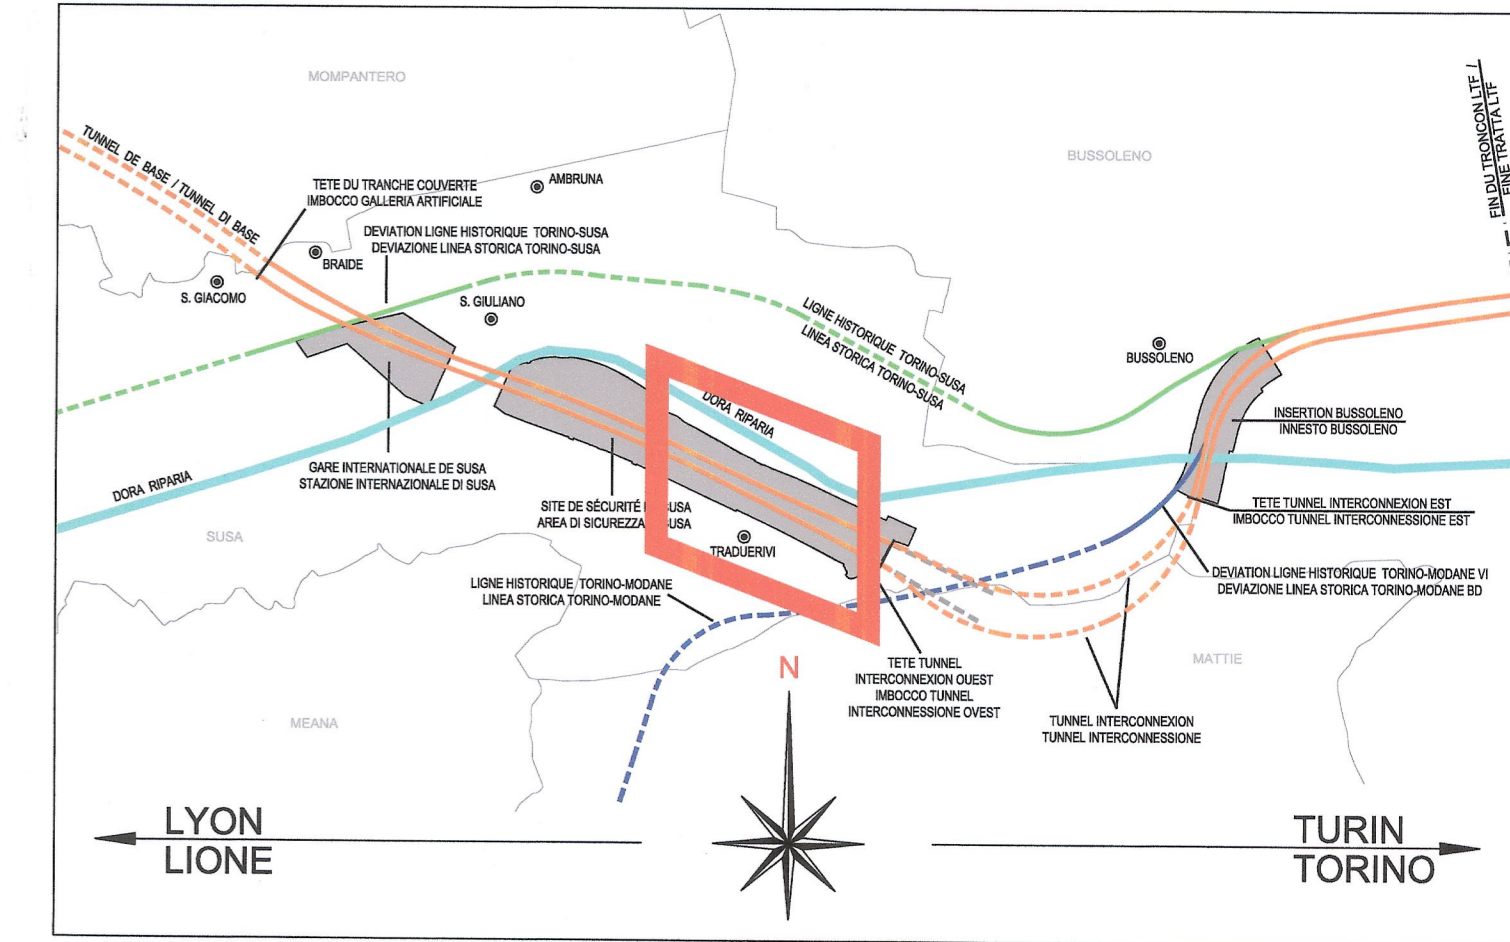 MOMPANTERO
BUSSOLENO
FIN DU TRONCON LTF /
FINE TRATTA LTF
TUNNEL DE BASE / TUNNEL DI BASE
TETE DU TRANCHE COUVERTE
IMBOCCO GALLERIA ARTIFICIALE
AMBRUNA
DEVIATION LIGNE HISTORIQUE TORINO-SUSA
DEVIAZIONE LINEA STORICA TORINO-SUSA
BRAIDE
S. GIACOMO
S. GIULIANO
LIGNE HISTORIQUE TORINO-SUSA
LINEA STORICA TORINO-SUSA
BUSSOLENO
DORA RIPARIA
INSERTION BUSSOLENO
INNESTO BUSSOLENO
GARE INTERNATIONALE DE SUSA
STAZIONE INTERNAZIONALE DI SUSA
DORA RIPARIA
SITE DE SÉCURITÉ SUSA
AREA DI SICUREZZA USA
TETE TUNNEL INTERCONNEXION EST
IMBOCCO TUNNEL INTERCONNESSIONE EST
SUSA
TRADUERIVI
LIGNE HISTORIQUE TORINO-MODANE
LINEA STORICA TORINO-MODANE
DEVIATION LIGNE HISTORIQUE TORINO-MODANE VI
DEVIAZIONE LINEA STORICA TORINO-MODANE BD
MATTIE
TETE TUNNEL
INTERCONNEXION OUEST
IMBOCCO TUNNEL
INTERCONNESSIONE OVEST
N
MEANA
TUNNEL INTERCONNEXION
TUNNEL INTERCONNESSIONE
LYON
LIONE
TURIN
TORINO